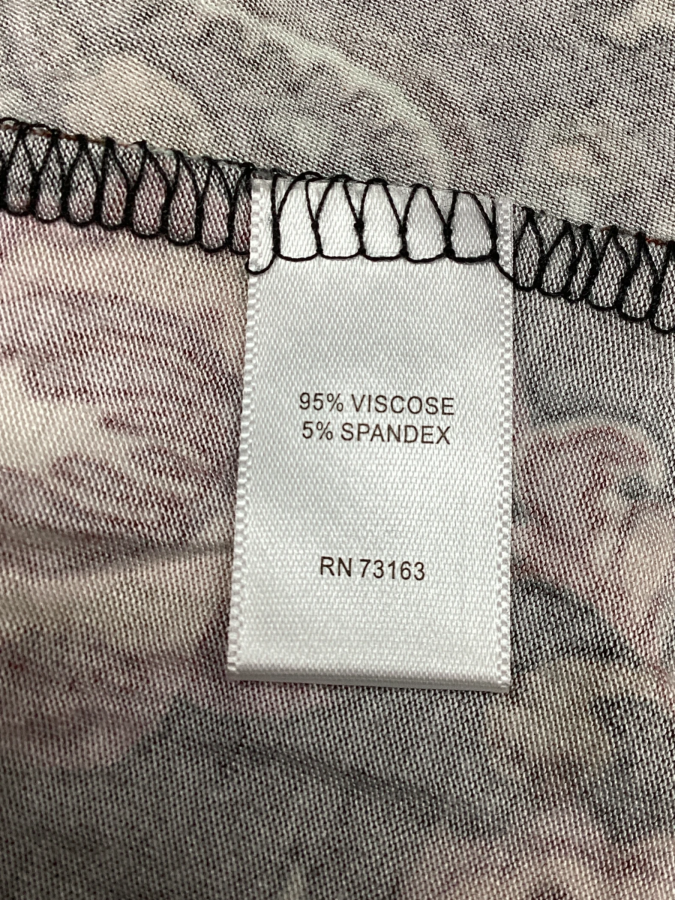 95% VISCOSE
5% SPANDEX
RN 73163